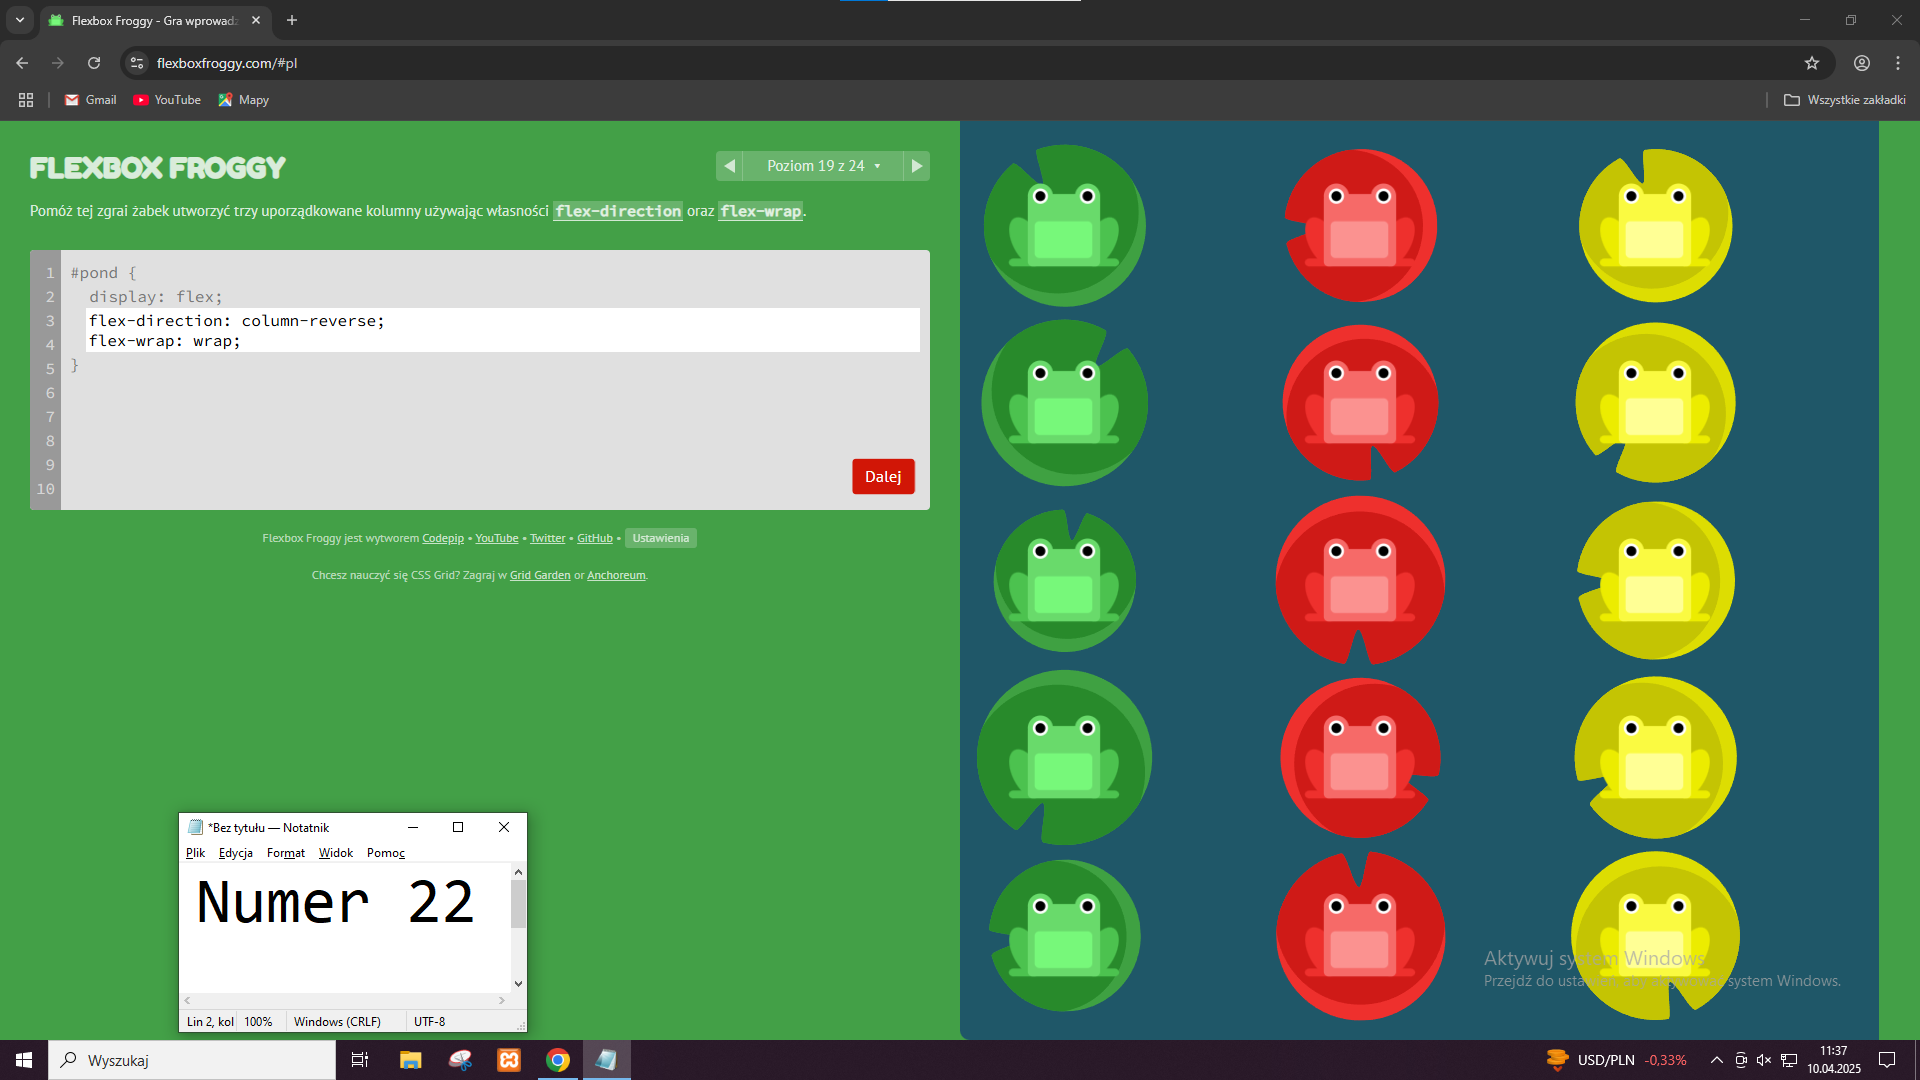 Flexbox Froggy - Gra wprowadz
flexboxfroggy.com/#pl
Gmail
YouTube
Mapy
Wszystkie zakładki
FLEXBOX FROGGY
Poziom 19 z 24
Pomóż tej zgrai żabek utworzyć trzy uporządkowane kolumny używając własności flex-direction oraz flex-wrap.
1 #pond {
2 display: flex;
3 flex-direction: column-reverse;
4 flex-wrap: wrap;
5 }
6
7
8
9
10
Dalej
Flexbox Froggy jest wytworem Codepip • YouTube • Twitter • GitHub • Ustawienia
Chcesz nauczyć się CSS Grid? Zagraj w Grid Garden or Anchoreum.
*Bez tytułu — Notatnik
Plik Edycja Format Widok Pomoc
Numer 22
Lin 2, kol 100% Windows (CRLF) UTF-8
Aktywuj system Windows
Przejdź do ustawień, aby aktywować system Windows.
Wyszukaj
USD/PLN -0,33%
11:37
10.04.2025